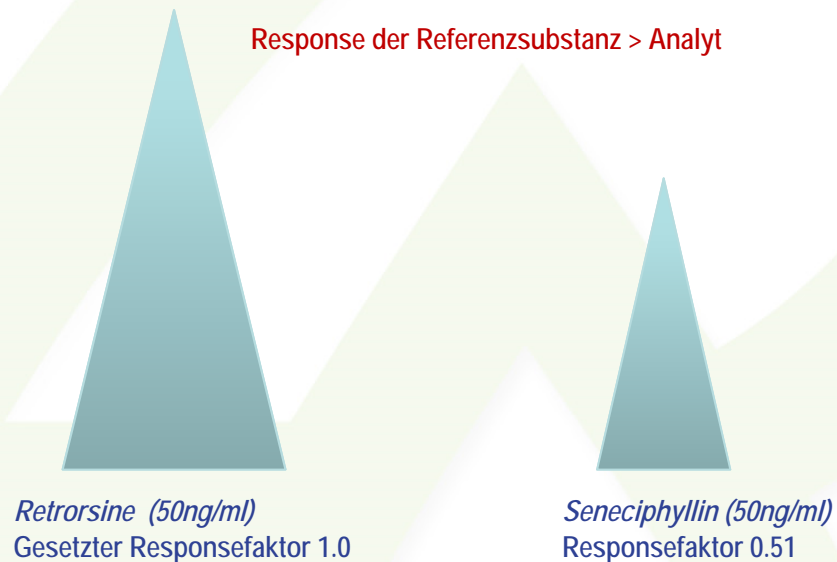 Response der Referenzsubstanz > Analyt
Retrorsine (50ng/ml)
Gesetzter Responsefaktor 1.0
Seneciphyllin (50ng/ml)
Responsefaktor 0.51